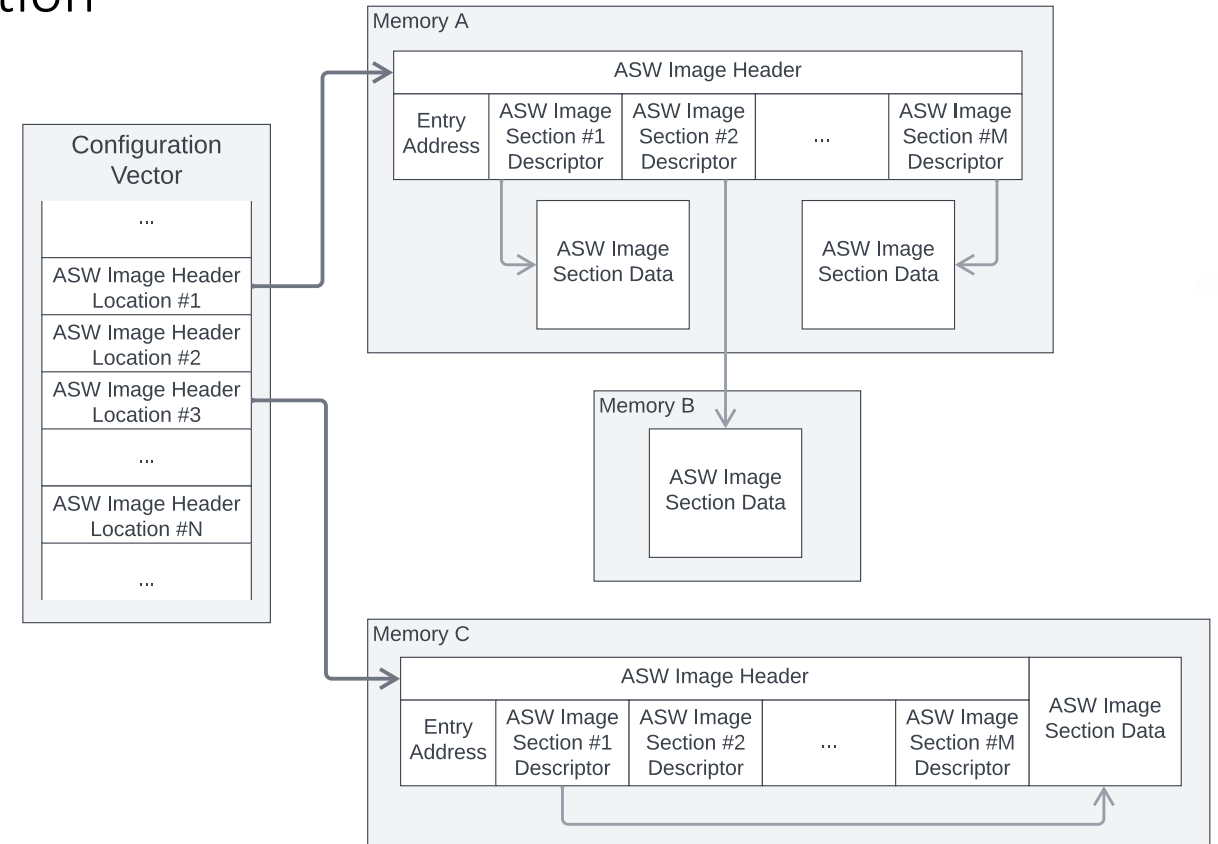 Memory A
ASW Image Header
Entry
Address
ASW Image
Section #1
Descriptor
ASW Image
Section #2
Descriptor
...
ASW Image
Section #M
Descriptor
ASW Image
Section Data
ASW Image
Section Data
Configuration
Vector
...
ASW Image Header
Location #1
ASW Image Header
Location #2
ASW Image Header
Location #3
...
ASW Image Header
Location #N
...
Memory B
ASW Image
Section Data
Memory C
ASW Image Header
Entry
Address
ASW Image
Section #1
Descriptor
ASW Image
Section #2
Descriptor
...
ASW Image
Section #M
Descriptor
ASW Image
Section Data